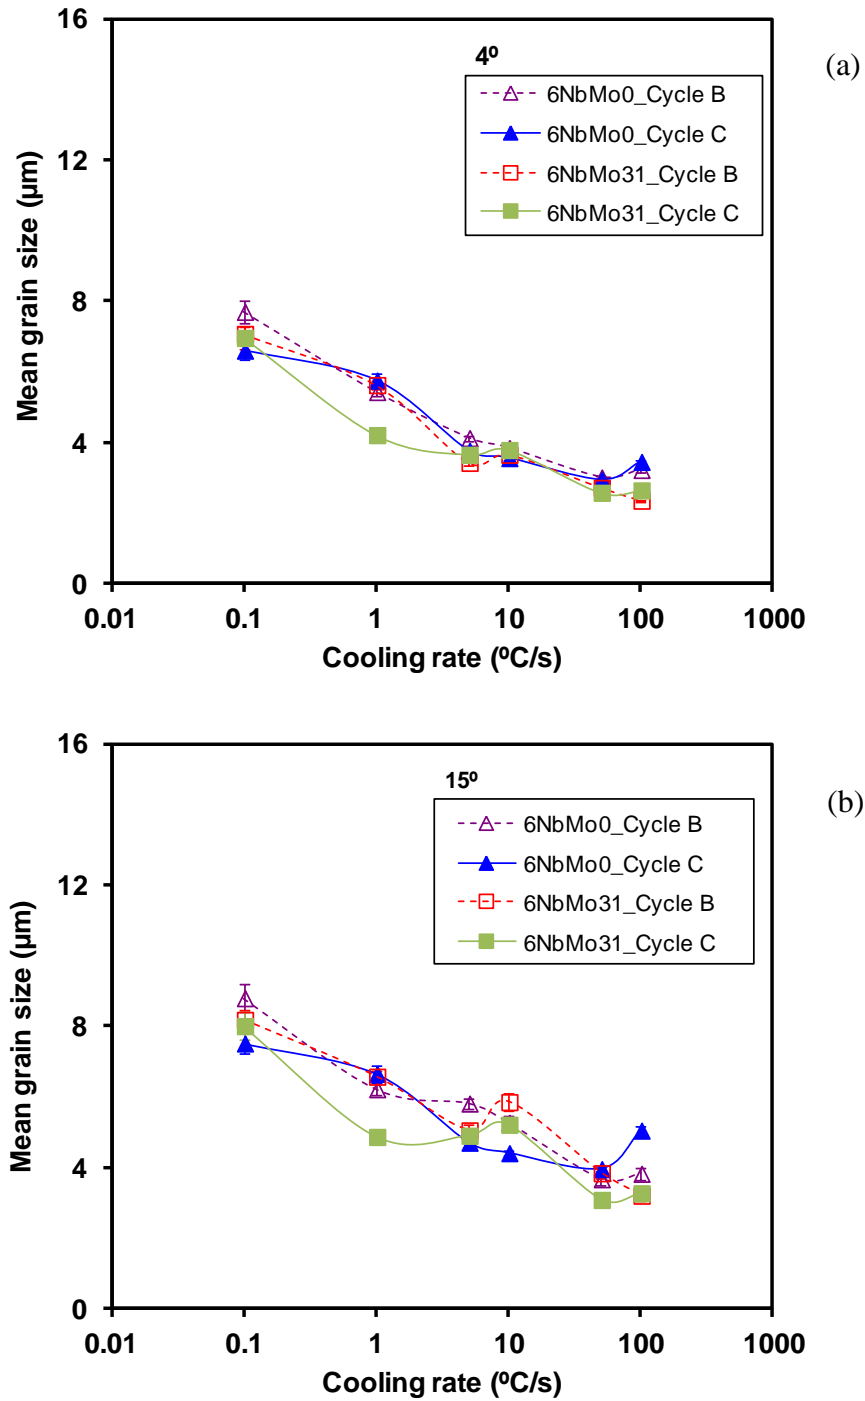 16
12
8
4
0
Mean grain size (µm)
4º
6NbMo0_Cycle B
6NbMo0_Cycle C
6NbMo31_Cycle B
6NbMo31_Cycle C
(a)
0.01 0.1 1 10 100 1000
Cooling rate (ºC/s)
16
12
8
4
0
Mean grain size (µm)
15º
6NbMo0_Cycle B
6NbMo0_Cycle C
6NbMo31_Cycle B
6NbMo31_Cycle C
(b)
0.01 0.1 1 10 100 1000
Cooling rate (ºC/s)